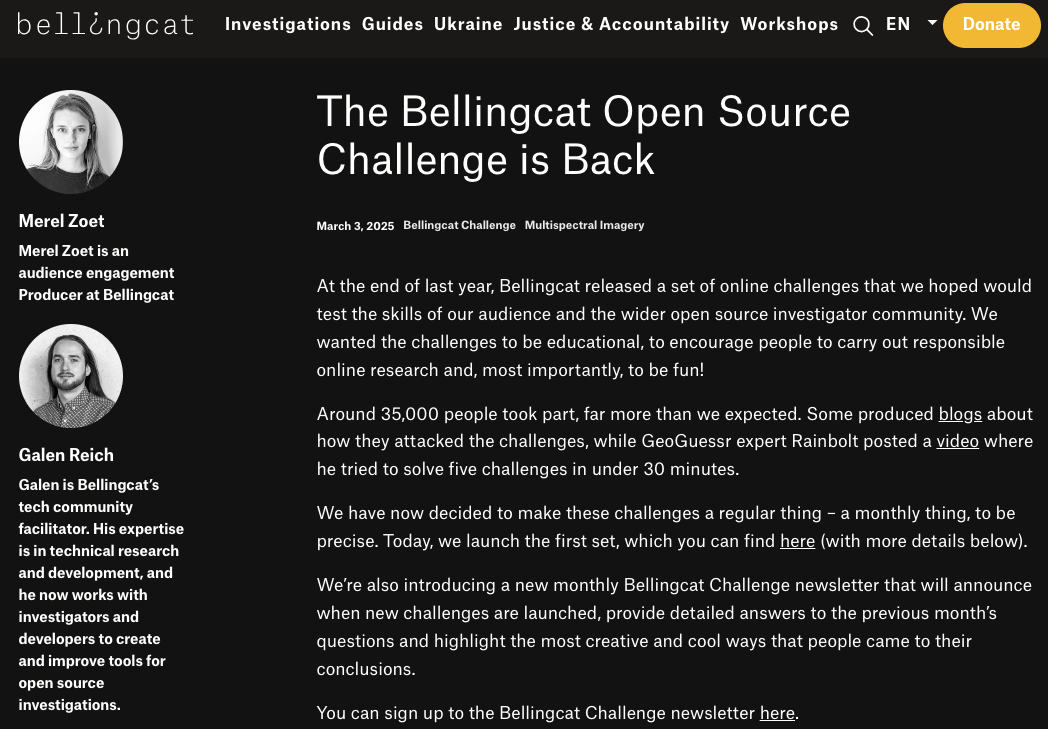 bellingcat
Investigations Guides Ukraine Justice & Accountability Workshops EN Donate
Merel Zoet
Merel Zoet is an
audience engagement
Producer at Bellingcat
Galen Reich
Galen is Bellingcat’s
tech community
facilitator. His expertise
is in technical research
and development, and
he now works with
investigators and
developers to create
and improve tools for
open source
investigations.
The Bellingcat Open Source
Challenge is Back
March 3, 2025 Bellingcat Challenge Multispectral Imagery
At the end of last year, Bellingcat released a set of online challenges that we hoped would
test the skills of our audience and the wider open source investigator community. We
wanted the challenges to be educational, to encourage people to carry out responsible
online research and, most importantly, to be fun!
Around 35,000 people took part, far more than we expected. Some produced blogs about
how they attacked the challenges, while GeoGuessr expert Rainbolt posted a video where
he tried to solve five challenges in under 30 minutes.
We have now decided to make these challenges a regular thing – a monthly thing, to be
precise. Today, we launch the first set, which you can find here (with more details below).
We’re also introducing a new monthly Bellingcat Challenge newsletter that will announce
when new challenges are launched, provide detailed answers to the previous month’s
questions and highlight the most creative and cool ways that people came to their
conclusions.
You can sign up to the Bellingcat Challenge newsletter here.